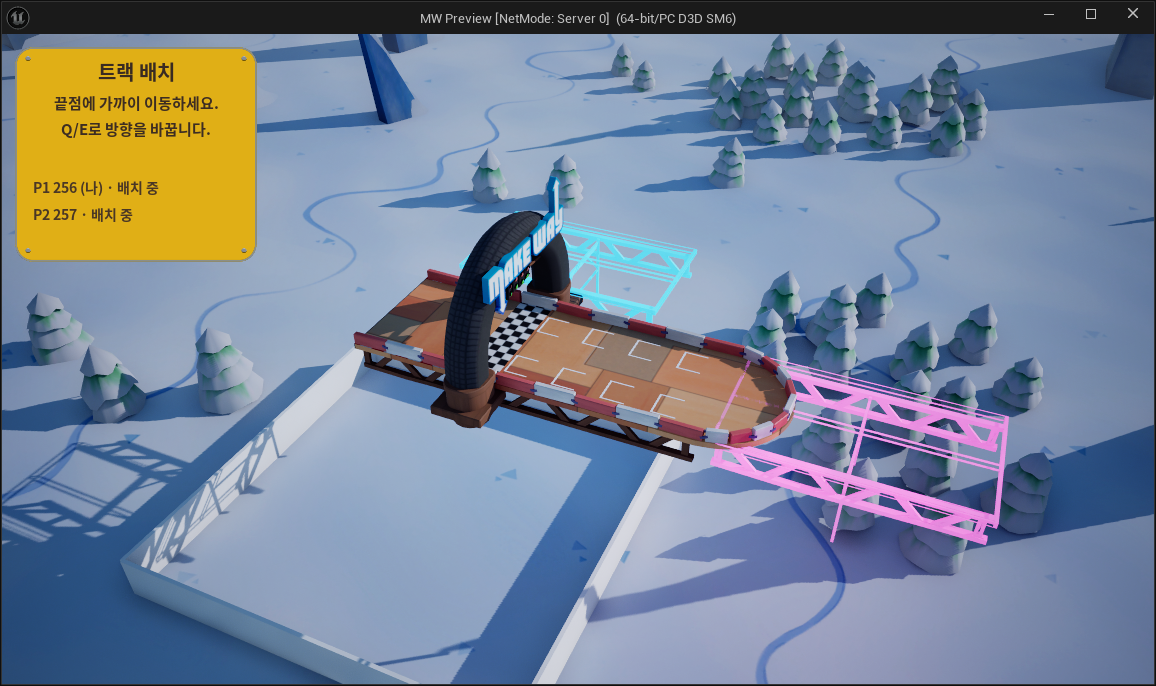 MW Preview [NetMode: Server 0] (64-bit/PC D3D SM6)
트랙 배치
끝점에 가까이 이동하세요.
Q/E로 방향을 바꿉니다.
P1 256 (나) · 배치 중
P2 257 · 배치 중
MAKE WAY